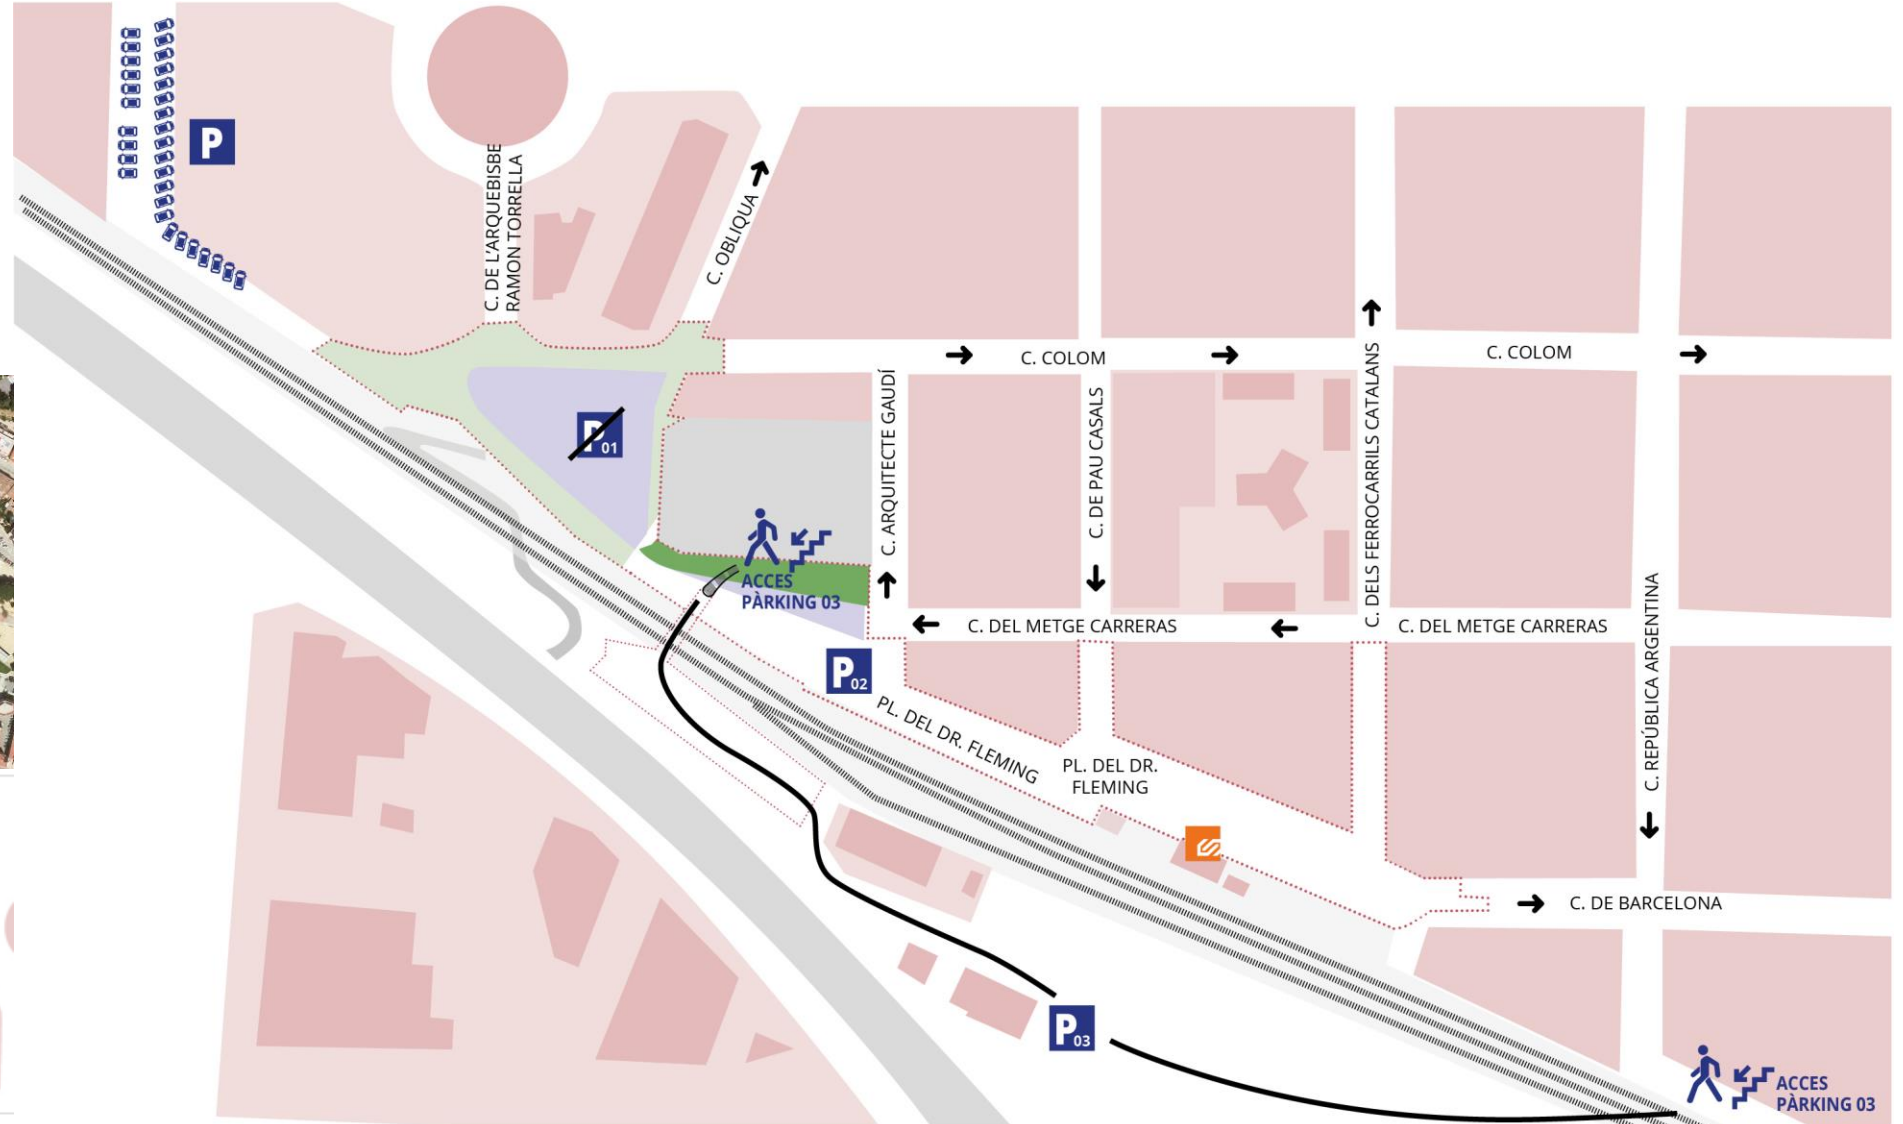 P
C. DE L'ARQUEBISBE
RAMON TORRELLA
C. OBLIQUA
C. COLOM
C. COLOM
P01
C. ARQUITECTE GAUDÍ
C. DE PAU CASALS
C. DELS FERROCARRILS CATALANS
ACCES
PÀRKING 03
C. DEL METGE CARRERAS
C. DEL METGE CARRERAS
C. REPÚBLICA ARGENTINA
P02
PL. DEL DR. FLEMING
PL. DEL DR.
FLEMING
C. DE BARCELONA
P03
ACCES
PÀRKING 03